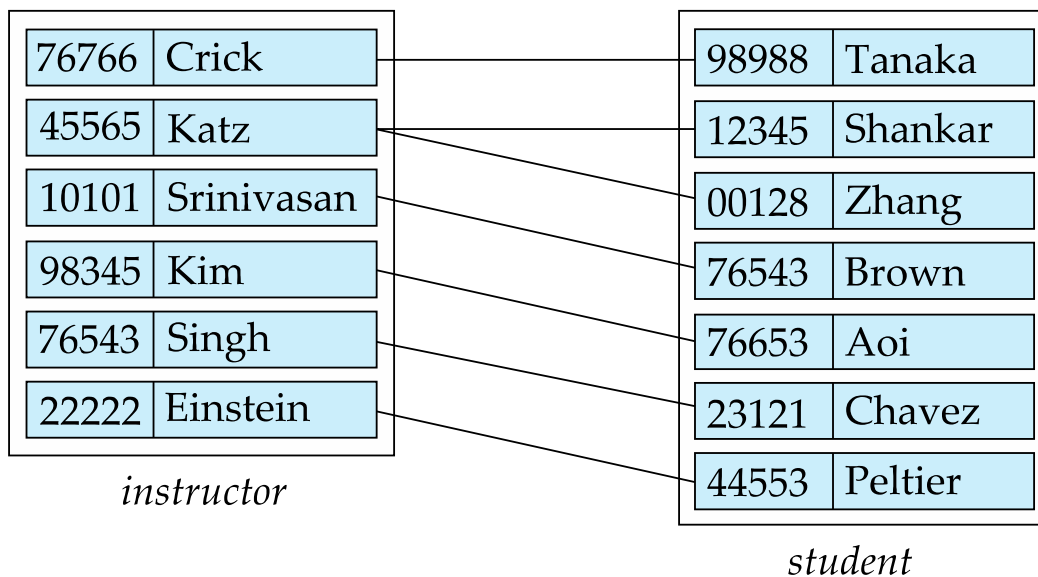 76766 Crick
45565 Katz
10101 Srinivasan
98345 Kim
76543 Singh
22222 Einstein
instructor
98988 Tanaka
12345 Shankar
00128 Zhang
76543 Brown
76653 Aoi
23121 Chavez
44553 Peltier
student